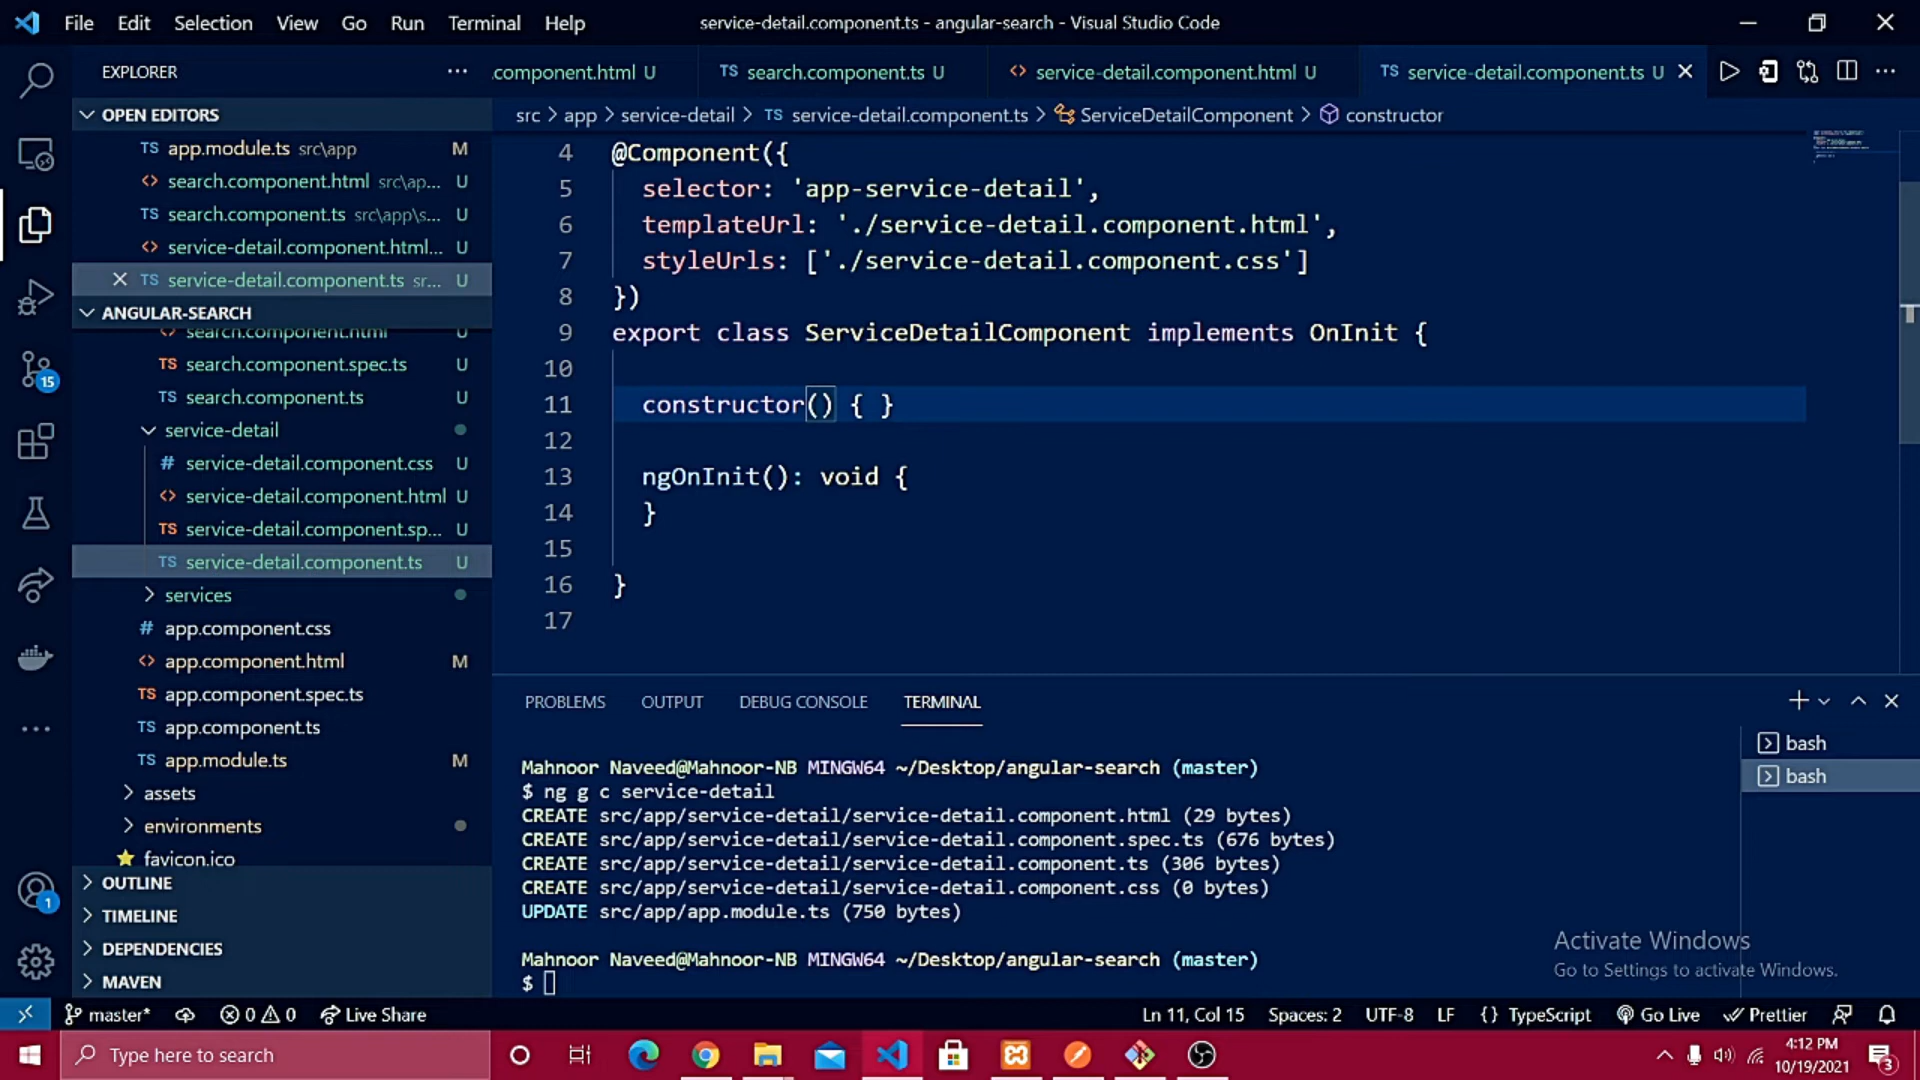 File Edit Selection View Go Run Terminal Help
service-detail.component.ts - angular-search - Visual Studio Code
EXPLORER
.component.html U
TS search.component.ts U
<> service-detail.component.html U
TS service-detail.component.ts U
OPEN EDITORS
TS app.module.ts src\app M
<> search.component.html src\ap... U
TS search.component.ts src\app\s... U
<> service-detail.component.html... U
TS service-detail.component.ts sr... U
ANGULAR-SEARCH
<> search.component.html U
TS search.component.spec.ts U
TS search.component.ts U
service-detail
# service-detail.component.css U
<> service-detail.component.html U
TS service-detail.component.sp... U
TS service-detail.component.ts U
services
# app.component.css
<> app.component.html M
TS app.component.spec.ts
TS app.component.ts
TS app.module.ts M
assets
environments
favicon.ico
OUTLINE
TIMELINE
DEPENDENCIES
MAVEN
15
1
src > app > service-detail > TS service-detail.component.ts > ServiceDetailComponent > constructor
4 @Component({
5 selector: 'app-service-detail',
6 templateUrl: './service-detail.component.html',
7 styleUrls: ['./service-detail.component.css']
8 })
9 export class ServiceDetailComponent implements OnInit {
10
11 constructor() { }
12
13 ngOnInit(): void {
14 }
15
16 }
17
PROBLEMS OUTPUT DEBUG CONSOLE TERMINAL
bash
bash
Mahnoor Naveed@Mahnoor-NB MINGW64 ~/Desktop/angular-search (master)
$ ng g c service-detail
CREATE src/app/service-detail/service-detail.component.html (29 bytes)
CREATE src/app/service-detail/service-detail.component.spec.ts (676 bytes)
CREATE src/app/service-detail/service-detail.component.ts (306 bytes)
CREATE src/app/service-detail/service-detail.component.css (0 bytes)
UPDATE src/app/app.module.ts (750 bytes)
Mahnoor Naveed@Mahnoor-NB MINGW64 ~/Desktop/angular-search (master)
$
Activate Windows
Go to Settings to activate Windows.
master* 0 0 Live Share
Ln 11, Col 15 Spaces: 2 UTF-8 LF {} TypeScript Go Live Prettier
Type here to search
4:12 PM
10/19/2021
3